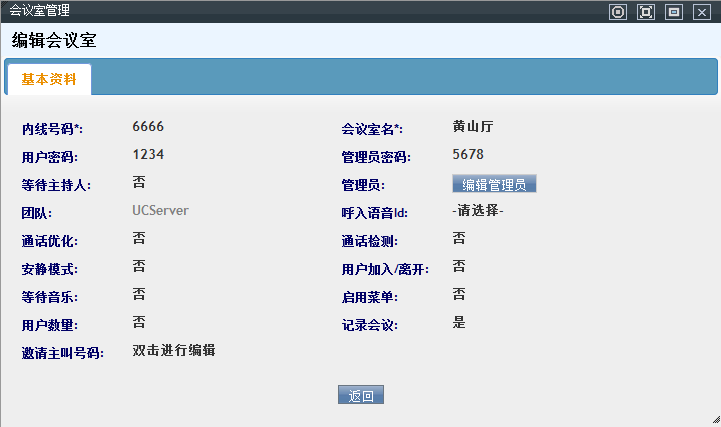 会议室管理
编辑会议室
基本资料
内线号码*: 6666 会议室名*: 黄山厅
用户密码: 1234 管理员密码: 5678
等待主持人: 否 管理员: 编辑管理员
团队: UCServer 呼入语音Id: -请选择-
通话优化: 否 通话检测: 否
安静模式: 否 用户加入/离开: 否
等待音乐: 否 启用菜单: 否
用户数量: 否 记录会议: 是
邀请主叫号码: 双击进行编辑
返回